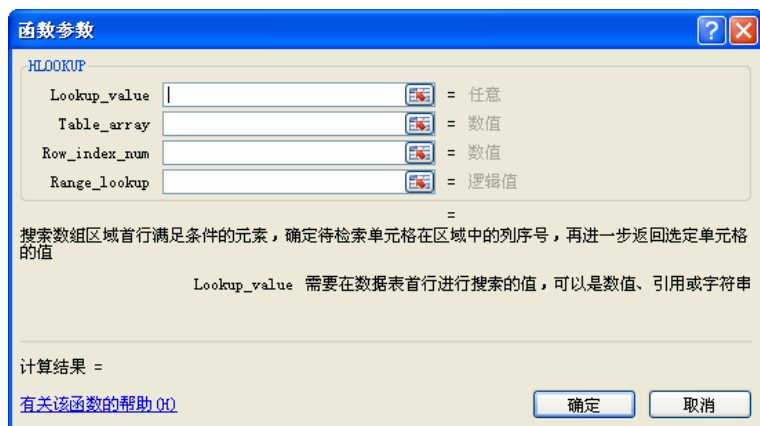 函数参数
HLOOKUP
Lookup_value = 任意
Table_array = 数值
Row_index_num = 数值
Range_lookup = 逻辑值
=
搜索数组区域首行满足条件的元素，确定待检索单元格在区域中的列序号，再进一步返回选定单元格
的值
Lookup_value 需要在数据表首行进行搜索的值，可以是数值、引用或字符串
计算结果 =
有关该函数的帮助(H)
确定 取消